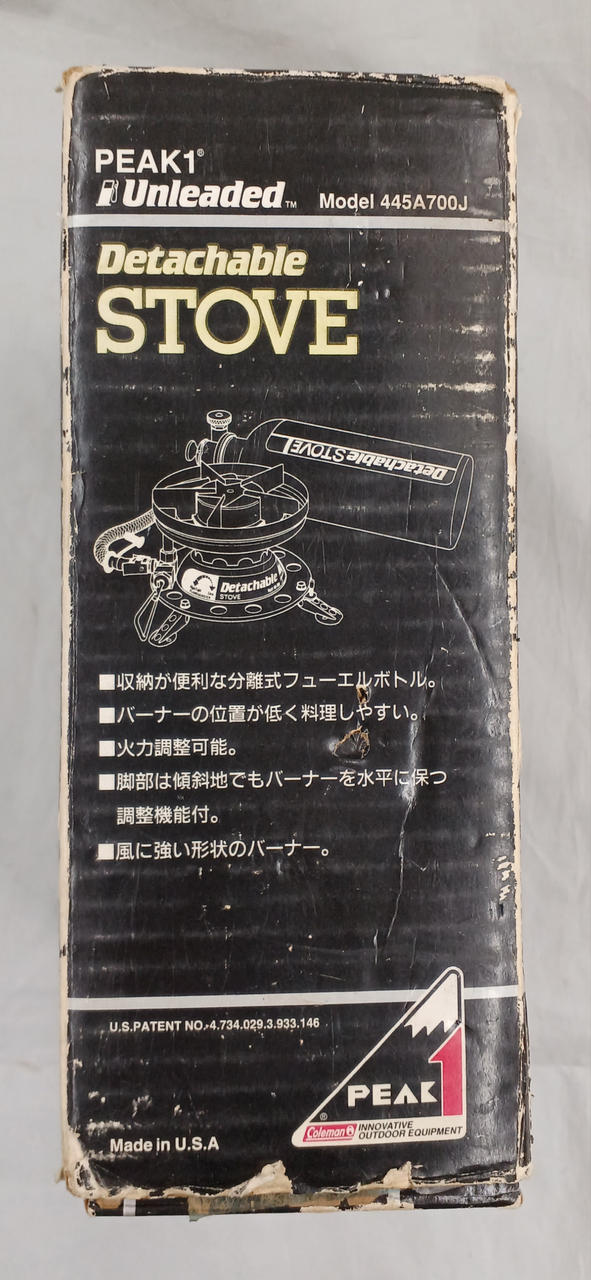 PEAK1®
Unleaded™ Model 445A700J
Detachable
STOVE
Detachable STOVE
Detachable
STOVE
■収納が便利な分離式フューエルボトル。
■バーナーの位置が低く料理しやすい。
■火力調整可能。
■脚部は傾斜地でもバーナーを水平に保つ
調整機能付。
■風に強い形状のバーナー。
U.S.PATENT NO.4.734.029.3.933.146
PEAK 1
®
Coleman INNOVATIVE
OUTDOOR EQUIPMENT
Made in U.S.A